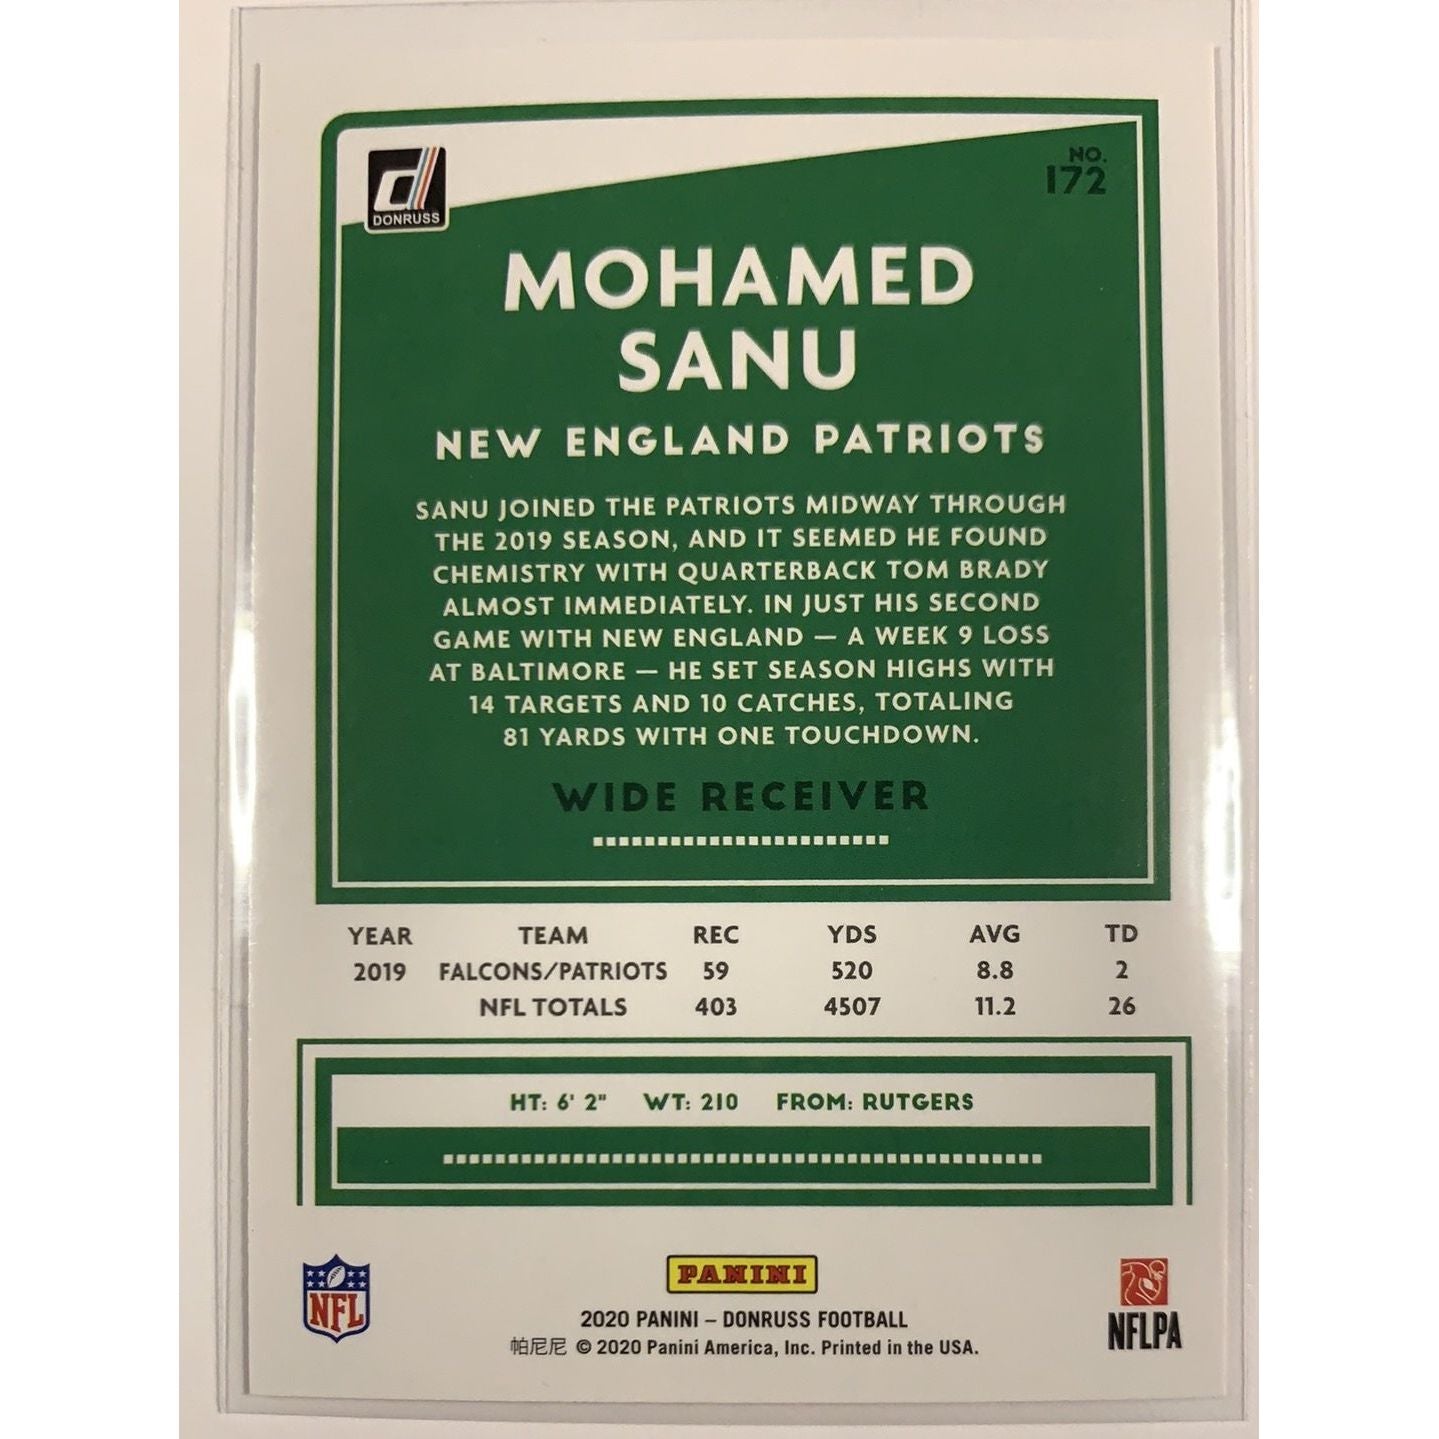 DONRUSS
NO.
172
MOHAMED
SANU
NEW ENGLAND PATRIOTS
SANU JOINED THE PATRIOTS MIDWAY THROUGH
THE 2019 SEASON, AND IT SEEMED HE FOUND
CHEMISTRY WITH QUARTERBACK TOM BRADY
ALMOST IMMEDIATELY. IN JUST HIS SECOND
GAME WITH NEW ENGLAND — A WEEK 9 LOSS
AT BALTIMORE — HE SET SEASON HIGHS WITH
14 TARGETS AND 10 CATCHES, TOTALING
81 YARDS WITH ONE TOUCHDOWN.
WIDE RECEIVER
YEAR TEAM REC YDS AVG TD
2019 FALCONS/PATRIOTS 59 520 8.8 2
NFL TOTALS 403 4507 11.2 26
HT: 6' 2" WT: 210 FROM: RUTGERS
NFL
PANINI
2020 PANINI – DONRUSS FOOTBALL
帕尼尼 © 2020 Panini America, Inc. Printed in the USA.
NFLPA